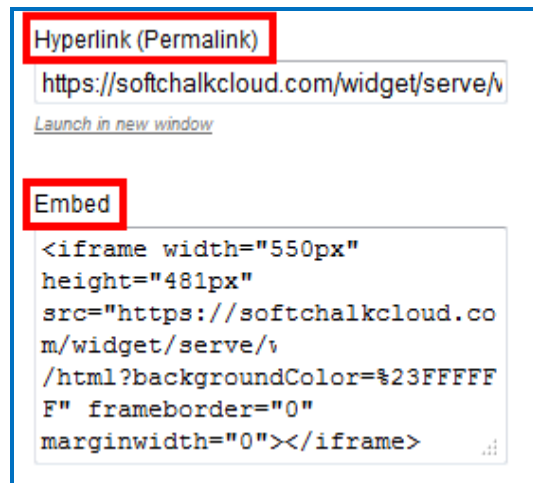 Hyperlink (Permalink)
https://softchalkcloud.com/widget/serve/
Launch in new window
Embed
<iframe width="550px"
height="481px"
src="https://softchalkcloud.co
m/widget/serve/
/html?backgroundColor=%23FFFFF
F" frameborder="0"
marginwidth="0"></iframe>